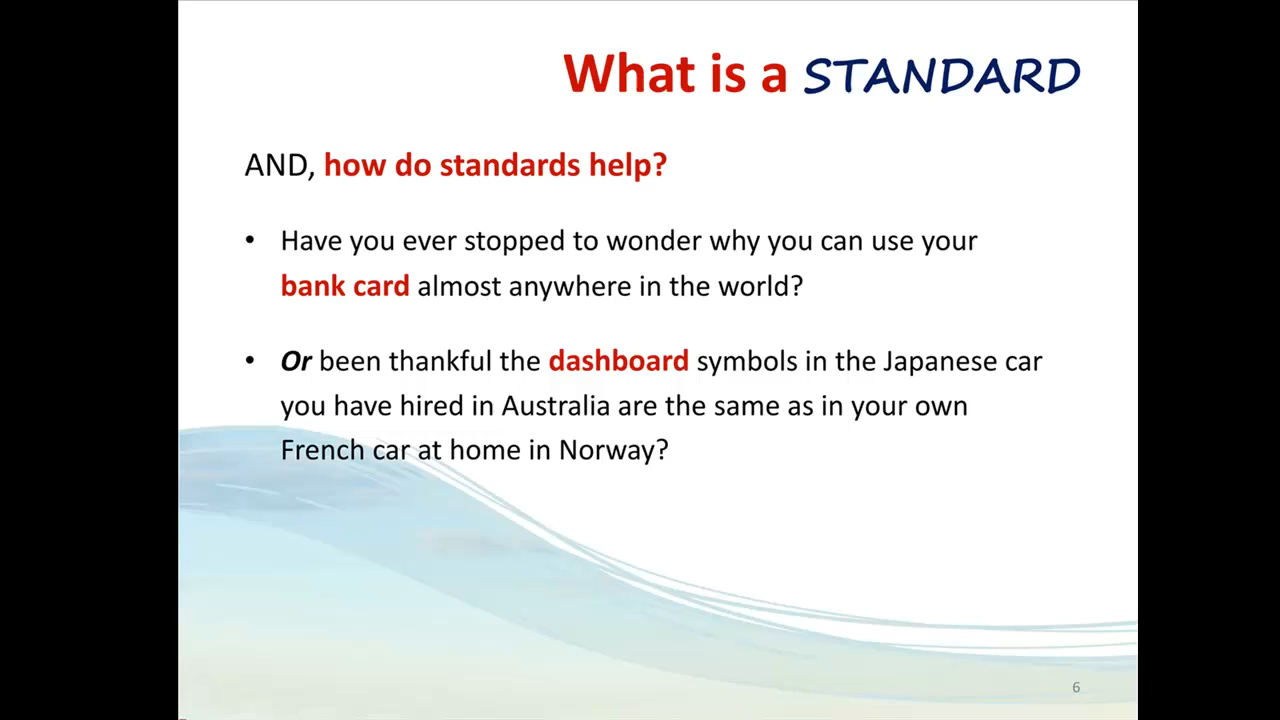 What is a STANDARD
AND, how do standards help?
• Have you ever stopped to wonder why you can use your
bank card almost anywhere in the world?
• Or been thankful the dashboard symbols in the Japanese car
you have hired in Australia are the same as in your own
French car at home in Norway?
6